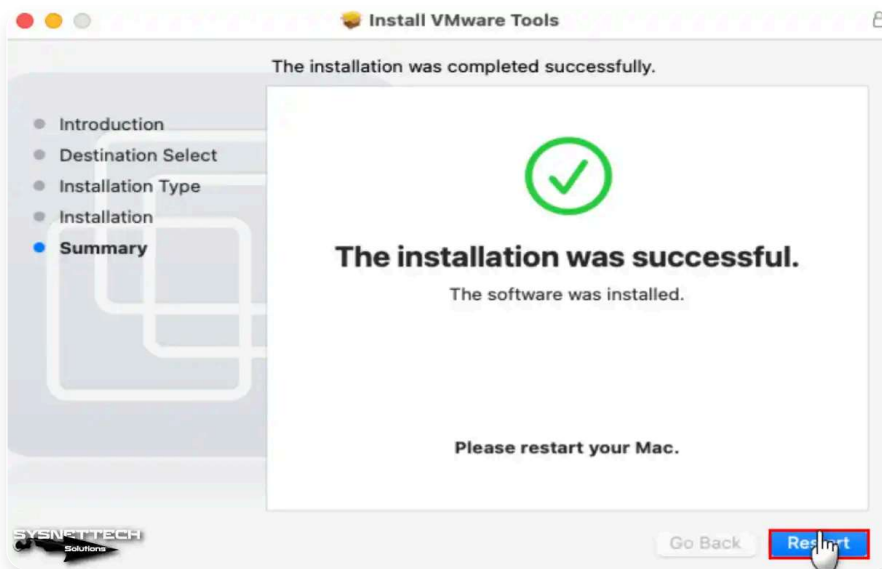 Install VMware Tools
The installation was completed successfully.
Introduction
Destination Select
Installation Type
Installation
Summary
The installation was successful.
The software was installed.
Please restart your Mac.
SYSNETTECH
Solutions
Go Back
Restart